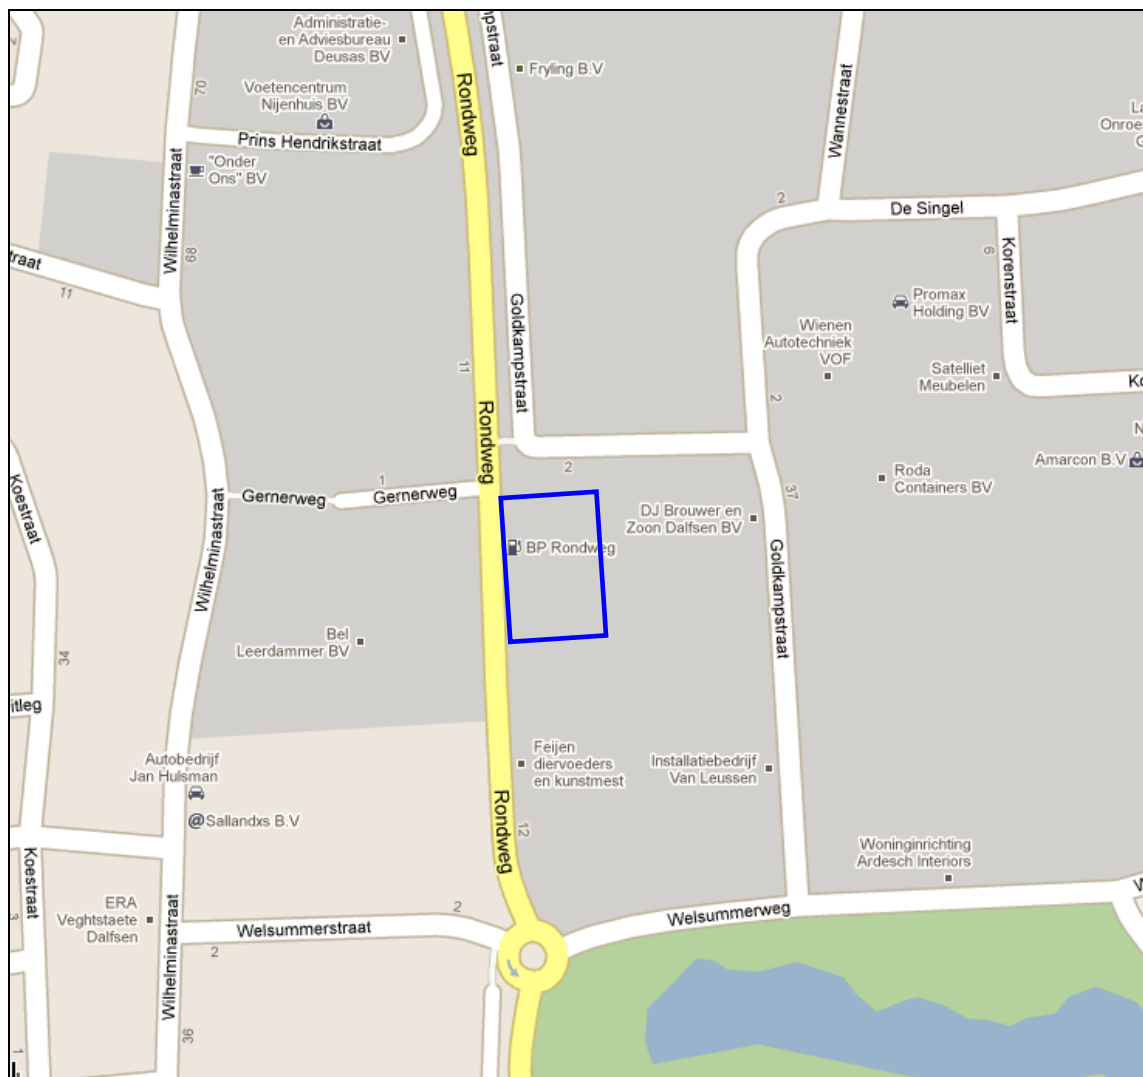 Administratie-
en Adviesbureau
Deusas BV
Voetencentrum
Nijenhuis BV
Prins Hendrikstraat
"Onder
Ons" BV
70
Wilhelminastraat
68
11
Rondweg
Fryling B.V
Wannestraat
2
De Singel
6
Korenstraat
Promax
Holding BV
Wienen
Autotechniek
VOF
Satelliet
Meubelen
Goldkampstraat
11
Rondweg
2
2
Amarcon B.V
Roda
Containers BV
37
1
Gernerweg
Gernerweg
DJ Brouwer en
Zoon Dalfsen BV
BP Rondweg
Koestraat
Wilhelminastraat
Goldkampstraat
Bel
Leerdammer BV
34
Autobedrijf
Jan Hulsman
@Sallandxs B.V
Feijen
diervoeders
en kunstmest
Installatiebedrijf
Van Leussen
Rondweg
12
Woninginrichting
Ardesch Interiors
Koestraat
ERA
Veghtstaete
Dalfsen
3
Wilhelminastraat
Welsummerstraat
2
2
Welsummerweg
36
1